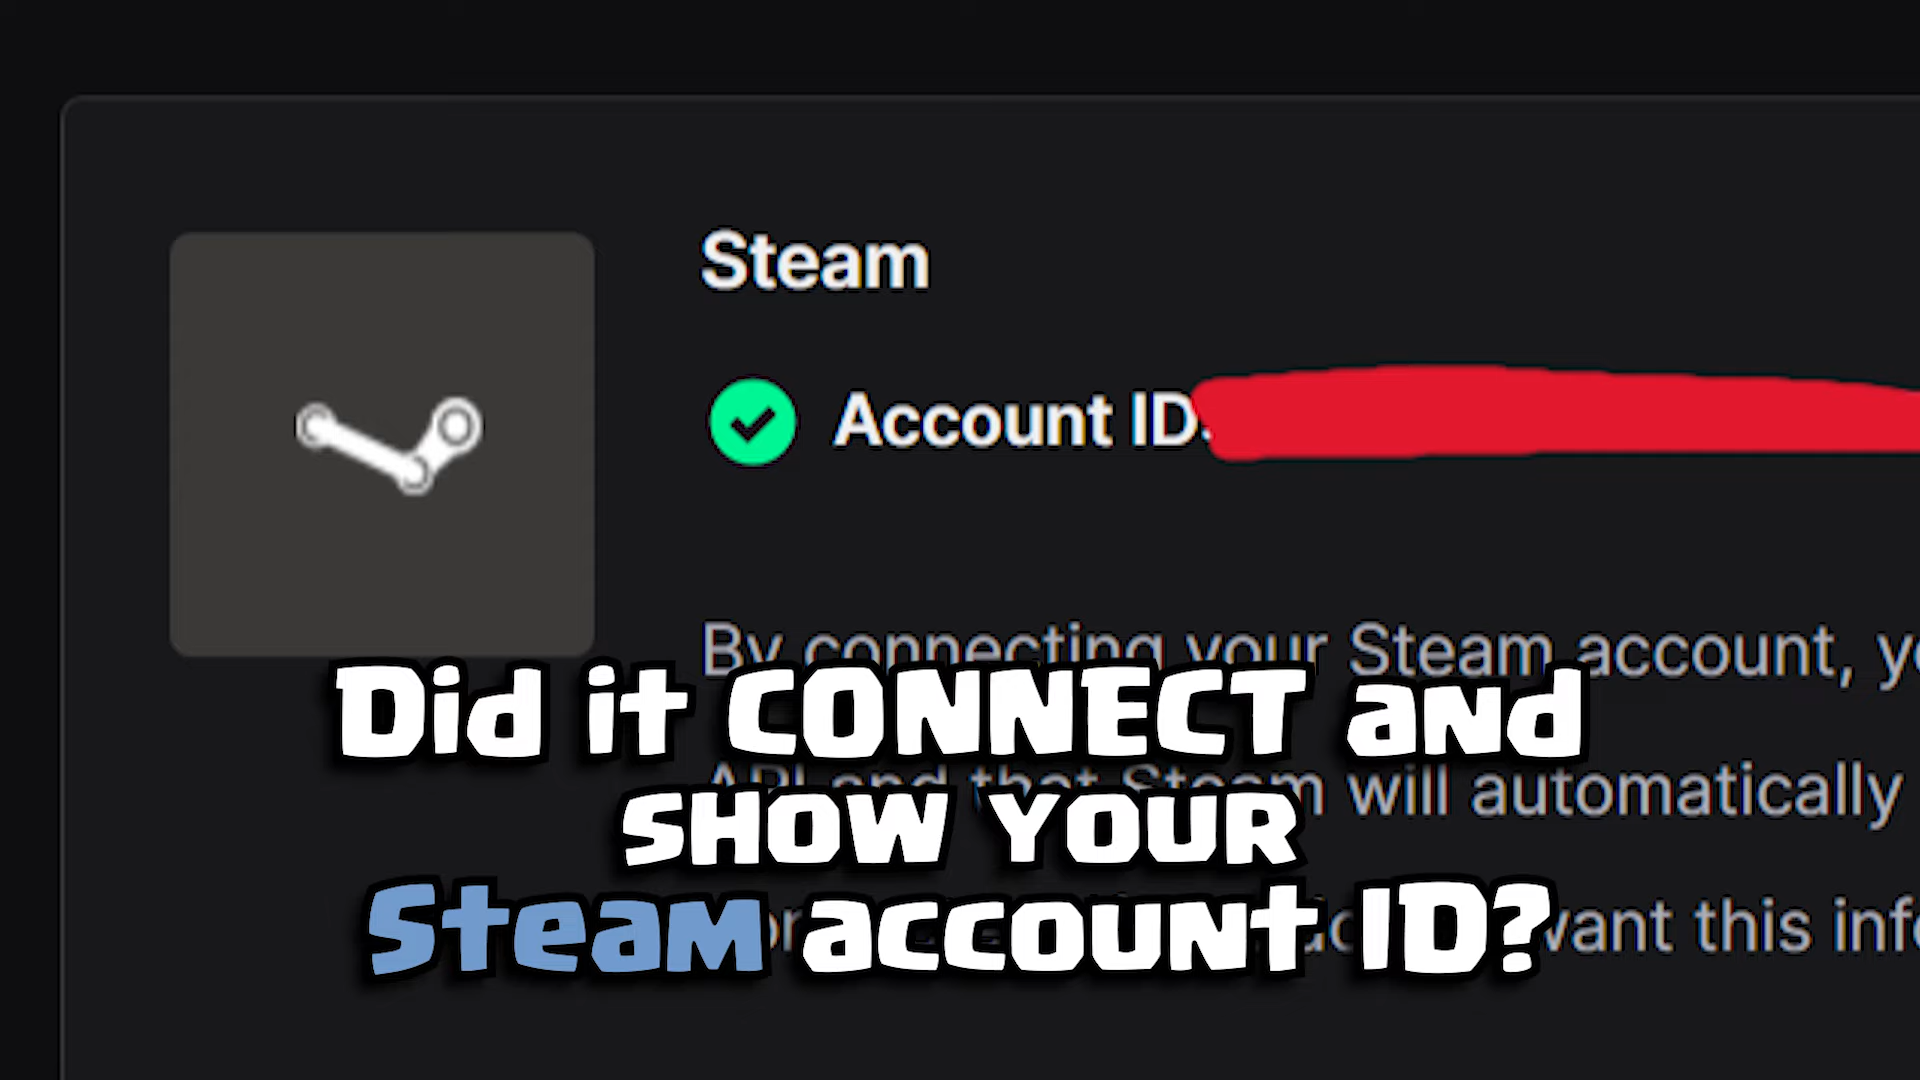 Steam
Account ID:
By connecting your Steam account,
API and that Steam will automatically
want this
Did it CONNECT and
SHOW YOUR
Steam account ID?